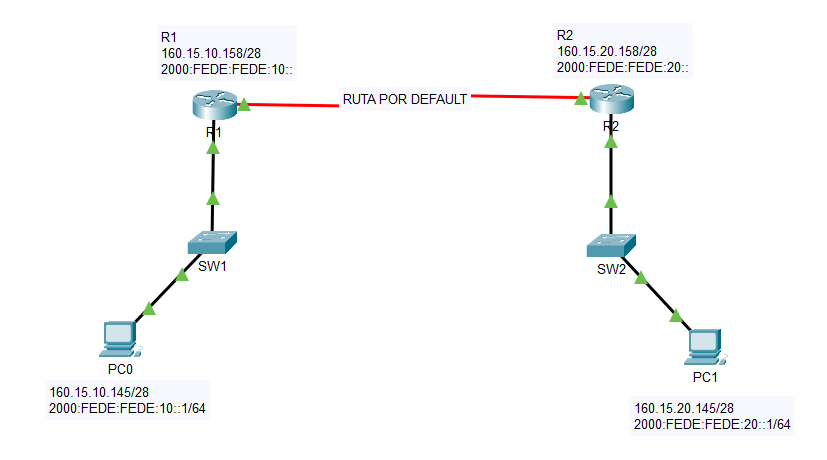 R1
160.15.10.158/28
2000:FEDE:FEDE:10::
R2
160.15.20.158/28
2000:FEDE:FEDE:20::
RUTA POR DEFAULT
R1
R2
SW1
SW2
PC0
160.15.10.145/28
2000:FEDE:FEDE:10::1/64
PC1
160.15.20.145/28
2000:FEDE:FEDE:20::1/64